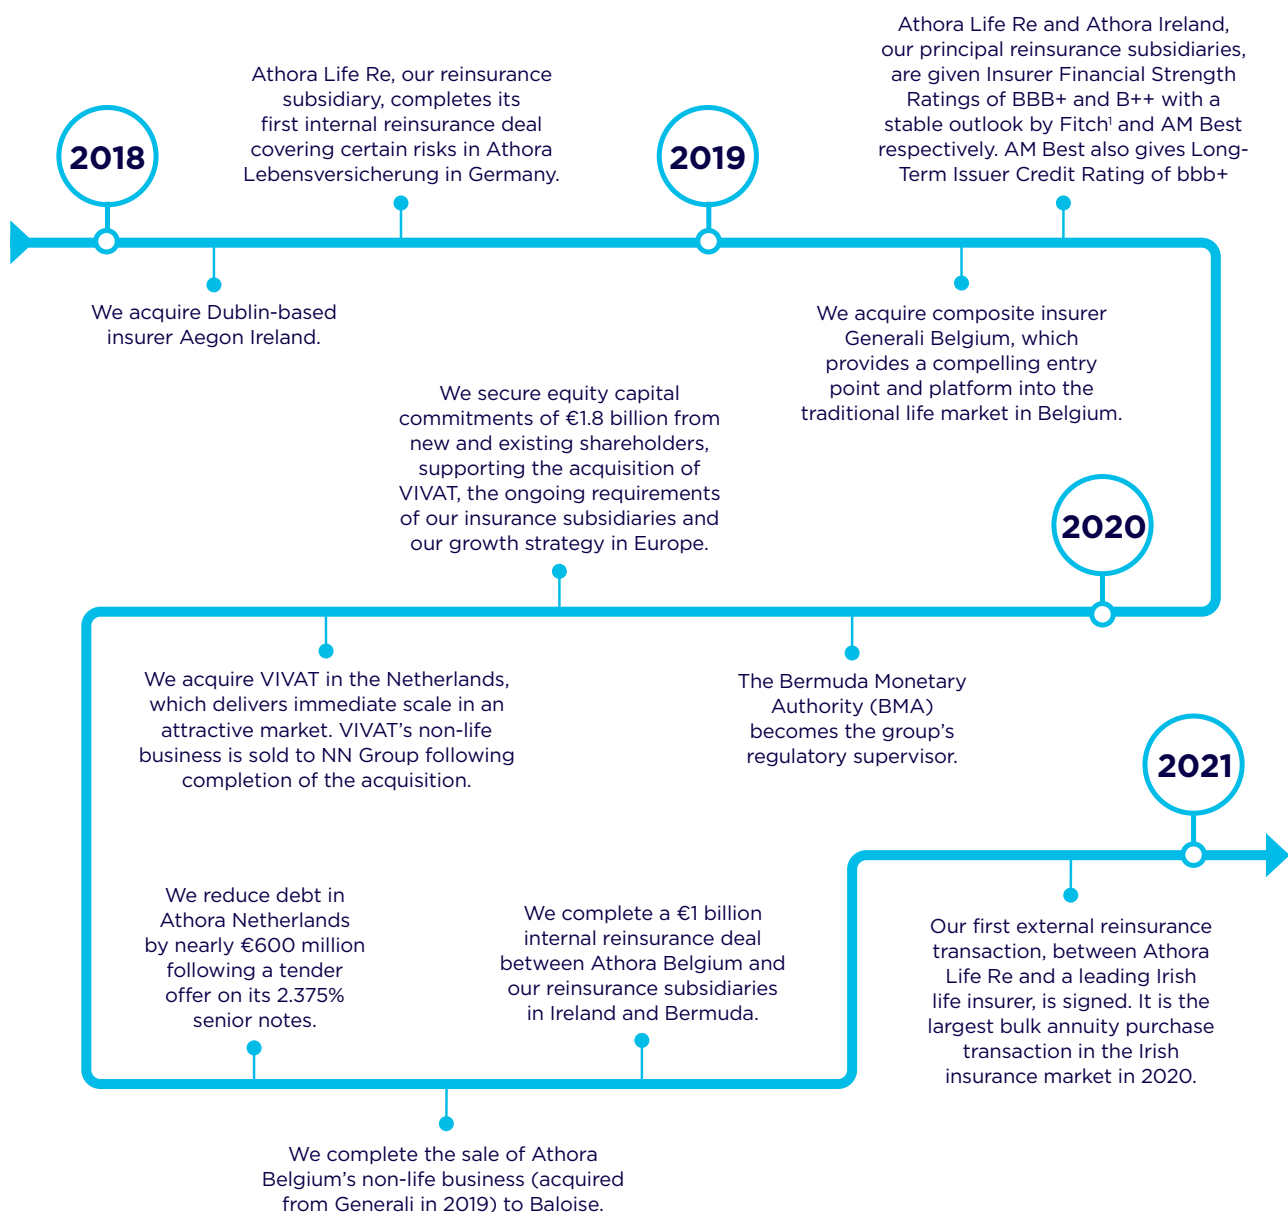 2018
We acquire Dublin-based
insurer Aegon Ireland.
Athora Life Re, our reinsurance
subsidiary, completes its
first internal reinsurance deal
covering certain risks in Athora
Lebensversicherung in Germany.
2019
We acquire composite insurer
Generali Belgium, which
provides a compelling entry
point and platform into the
traditional life market in Belgium.
Athora Life Re and Athora Ireland,
our principal reinsurance subsidiaries,
are given Insurer Financial Strength
Ratings of BBB+ and B++ with a
stable outlook by Fitch¹ and AM Best
respectively. AM Best also gives Long-
Term Issuer Credit Rating of bbb+
2020
The Bermuda Monetary
Authority (BMA)
becomes the group’s
regulatory supervisor.
We secure equity capital
commitments of €1.8 billion from
new and existing shareholders,
supporting the acquisition of
VIVAT, the ongoing requirements
of our insurance subsidiaries and
our growth strategy in Europe.
We acquire VIVAT in the Netherlands,
which delivers immediate scale in an
attractive market. VIVAT’s non-life
business is sold to NN Group following
completion of the acquisition.
We reduce debt in
Athora Netherlands
by nearly €600 million
following a tender
offer on its 2.375%
senior notes.
We complete the sale of Athora
Belgium’s non-life business (acquired
from Generali in 2019) to Baloise.
We complete a €1 billion
internal reinsurance deal
between Athora Belgium and
our reinsurance subsidiaries
in Ireland and Bermuda.
Our first external reinsurance
transaction, between Athora
Life Re and a leading Irish
life insurer, is signed. It is the
largest bulk annuity purchase
transaction in the Irish
insurance market in 2020.
2021